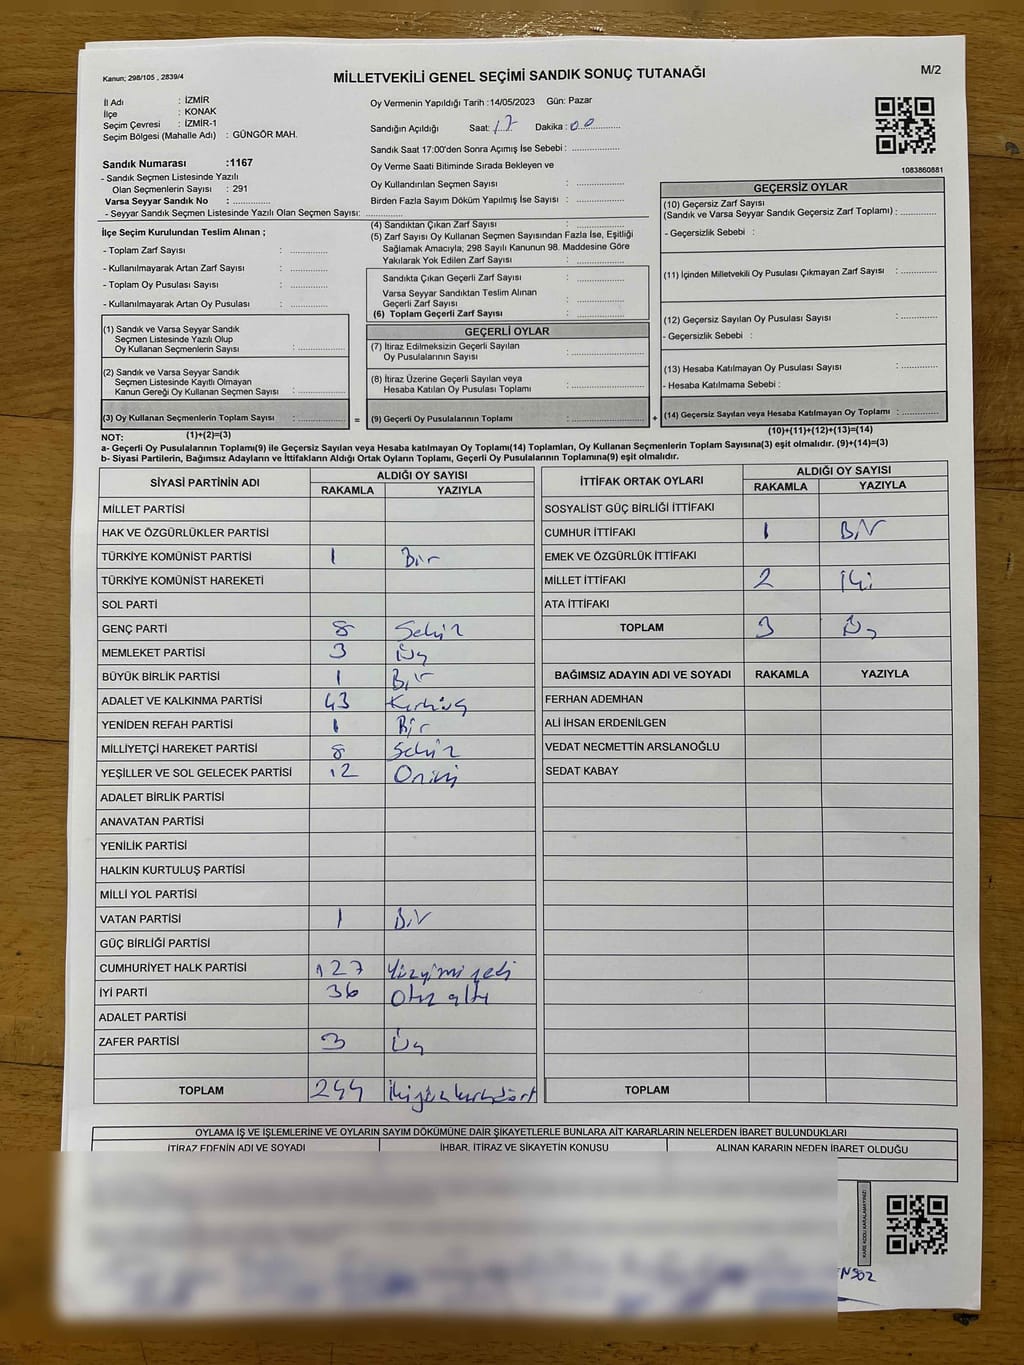 Kanun; 298/105 , 2839/4
MİLLETVEKİLİ GENEL SEÇİMİ SANDIK SONUÇ TUTANAĞI
M/2
İl Adı : İZMİR
İlçe : KONAK
Seçim Çevresi : İZMİR-1
Seçim Bölgesi (Mahalle Adı) : GÜNGÖR MAH.
Sandık Numarası :1167
- Sandık Seçmen Listesinde Yazılı
Olan Seçmenlerin Sayısı : 291
Varsa Seyyar Sandık No : ..............
- Seyyar Sandık Seçmen Listesinde Yazılı Olan Seçmen Sayısı: ..............
Oy Vermenin Yapıldığı Tarih :14/05/2023 Gün: Pazar
Sandığın Açıldığı Saat: 17 Dakika: 00
Sandık Saat 17:00'den Sonra Açımış İse Sebebi : ..............
Oy Verme Saati Bitiminde Sırada Bekleyen ve
Oy Kullandırılan Seçmen Sayısı : ..............
Birden Fazla Sayım Döküm Yapılmış İse Sayısı : ..............
1083860881
İlçe Seçim Kurulundan Teslim Alınan ;
- Toplam Zarf Sayısı : ..............
- Kullanılmayarak Artan Zarf Sayısı : ..............
- Toplam Oy Pusulası Sayısı : ..............
- Kullanılmayarak Artan Oy Pusulası : ..............
(1) Sandık ve Varsa Seyyar Sandık
Seçmen Listesinde Yazılı Olup
Oy Kullanan Seçmenlerin Sayısı : ..............
(2) Sandık ve Varsa Seyyar Sandık
Seçmen Listesinde Kayıtlı Olmayan
Kanun Gereği Oy Kullanan Seçmen Sayısı : ..............
(3) Oy Kullanan Seçmenlerin Toplam Sayısı : ..............
(1)+(2)=(3)
(4) Sandıktan Çıkan Zarf Sayısı : ..............
(5) Zarf Sayısı Oy Kullanan Seçmen Sayısından Fazla İse, Eşitliği
Sağlamak Amacıyla; 298 Sayılı Kanunun 98. Maddesine Göre
Yakılarak Yok Edilen Zarf Sayısı : ..............
Sandıkta Çıkan Geçerli Zarf Sayısı : ..............
Varsa Seyyar Sandıktan Teslim Alınan
Geçerli Zarf Sayısı : ..............
(6) Toplam Geçerli Zarf Sayısı : ..............
GEÇERLİ OYLAR
(7) İtiraz Edilmeksizin Geçerli Sayılan
Oy Pusulalarının Sayısı : ..............
(8) İtiraz Üzerine Geçerli Sayılan veya
Hesaba Katılan Oy Pusulası Toplamı : ..............
= (9) Geçerli Oy Pusulalarının Toplamı : ..............
GEÇERSİZ OYLAR
(10) Geçersiz Zarf Sayısı
(Sandık ve Varsa Seyyar Sandık Geçersiz Zarf Toplamı) : ..............
- Geçersizlik Sebebi :
(11) İçinden Milletvekili Oy Pusulası Çıkmayan Zarf Sayısı : ..............
(12) Geçersiz Sayılan Oy Pusulası Sayısı : ..............
- Geçersizlik Sebebi :
(13) Hesaba Katılmayan Oy Pusulası Sayısı : ..............
- Hesaba Katılmama Sebebi :
+ (14) Geçersiz Sayılan veya Hesaba Katılmayan Oy Toplamı : ..............
(10)+(11)+(12)+(13)=(14)
NOT:
a- Geçerli Oy Pusulalarının Toplamı(9) ile Geçersiz Sayılan veya Hesaba katılmayan Oy Toplamı(14) Toplamları, Oy Kullanan Seçmenlerin Toplam Sayısına(3) eşit olmalıdır. (9)+(14)=(3)
b- Siyasi Partilerin, Bağımsız Adayların ve İttifakların Aldığı Ortak Oyların Toplamı, Geçerli Oy Pusulalarının Toplamına(9) eşit olmalıdır.
SİYASİ PARTİNİN ADI ALDIĞI OY SAYISI
RAKAMLA YAZIYLA
MİLLET PARTİSİ
HAK VE ÖZGÜRLÜKLER PARTİSİ
TÜRKİYE KOMÜNİST PARTİSİ 1 Bir
TÜRKİYE KOMÜNİST HAREKETİ
SOL PARTİ
GENÇ PARTİ 8 Sekiz
MEMLEKET PARTİSİ 3 Üç
BÜYÜK BİRLİK PARTİSİ 1 Bir
ADALET VE KALKINMA PARTİSİ 43 Kırküç
YENİDEN REFAH PARTİSİ 1 Bir
MİLLİYETÇİ HAREKET PARTİSİ 8 Sekiz
YEŞİLLER VE SOL GELECEK PARTİSİ 12 Oniki
ADALET BİRLİK PARTİSİ
ANAVATAN PARTİSİ
YENİLİK PARTİSİ
HALKIN KURTULUŞ PARTİSİ
MİLLİ YOL PARTİSİ
VATAN PARTİSİ 1 Bir
GÜÇ BİRLİĞİ PARTİSİ
CUMHURİYET HALK PARTİSİ 127 Yüzyirmi yedi
İYİ PARTİ 36 Otuz altı
ADALET PARTİSİ
ZAFER PARTİSİ 3 Üç
TOPLAM 244 İkiyüzkırkdört
İTTİFAK ORTAK OYLARI ALDIĞI OY SAYISI
RAKAMLA YAZIYLA
SOSYALİST GÜÇ BİRLİĞİ İTTİFAKI
CUMHUR İTTİFAKI 1 Bir
EMEK VE ÖZGÜRLÜK İTTİFAKI
MİLLET İTTİFAKI 2 İki
ATA İTTİFAKI
TOPLAM 3 Üç
BAĞIMSIZ ADAYIN ADI VE SOYADI RAKAMLA YAZIYLA
FERHAN ADEMHAN
ALİ İHSAN ERDENİLGEN
VEDAT NECMETTİN ARSLANOĞLU
SEDAT KABAY
TOPLAM
OYLAMA İŞ VE İŞLEMLERİNE VE OYLARIN SAYIM DÖKÜMÜNE DAİR ŞİKAYETLERLE BUNLARA AİT KARARLARIN NELERDEN İBARET BULUNDUKLARI
İTİRAZ EDENİN ADI VE SOYADI İHBAR, İTİRAZ VE ŞİKAYETİN KONUSU ALINAN KARARIN NEDEN İBARET OLDUĞU
KARE KODU KARALAMAYINIZ!